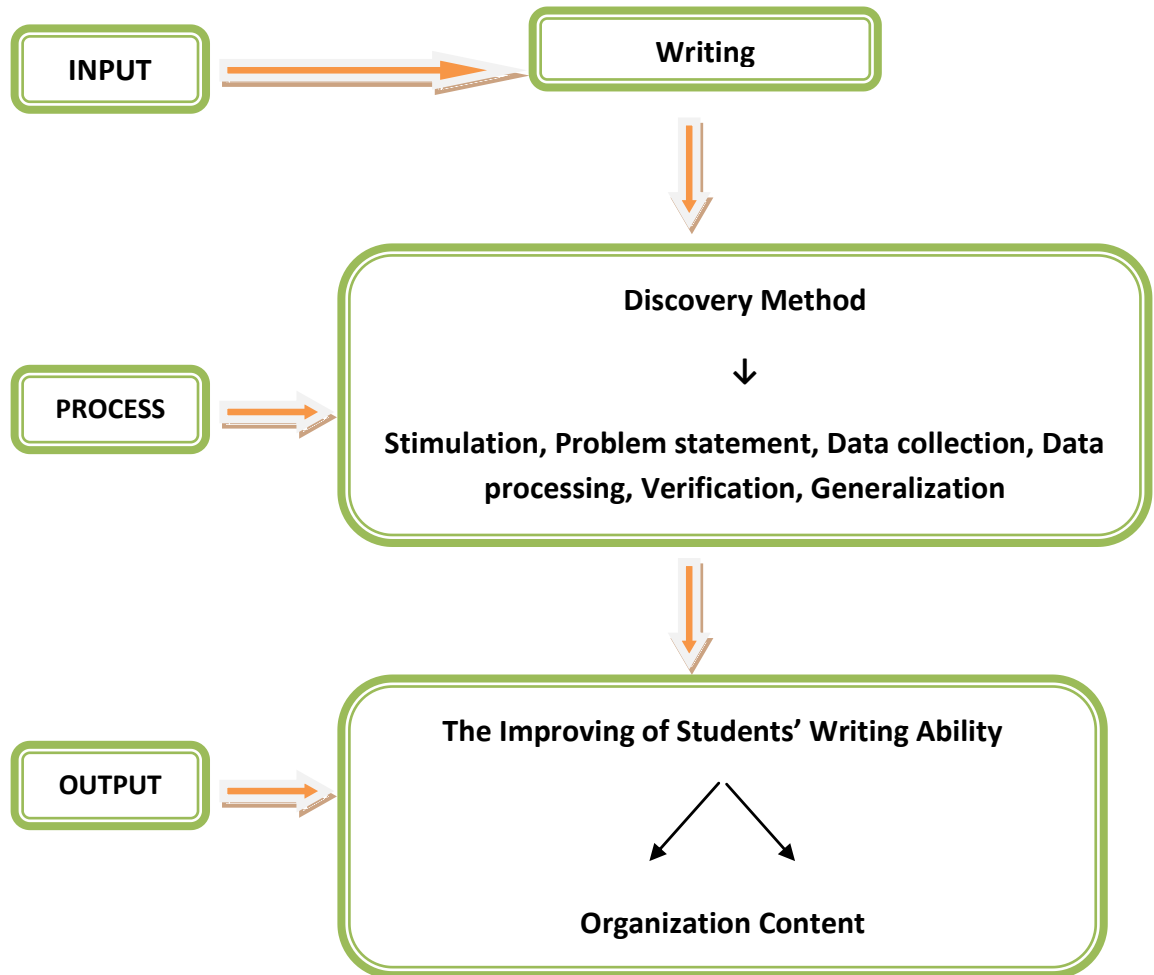 INPUT
Writing
Discovery Method
↓
PROCESS
Stimulation, Problem statement, Data collection, Data
processing, Verification, Generalization
The Improving of Students’ Writing Ability
OUTPUT
Organization Content